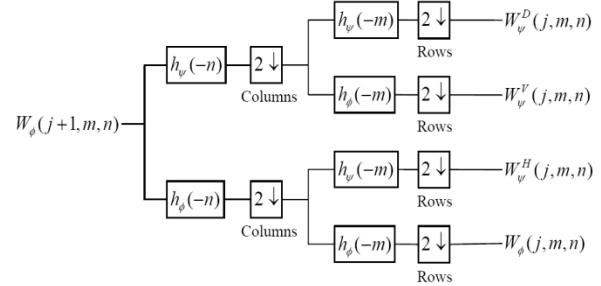 h_ψ(−m) 2 ↓ W_ψ^D(j,m,n)
Rows
h_ψ(−n) 2 ↓
Columns
h_ϕ(−m) 2 ↓ W_ψ^V(j,m,n)
Rows
W_ϕ(j+1,m,n)
h_ψ(−m) 2 ↓ W_ψ^H(j,m,n)
Rows
h_ϕ(−n) 2 ↓
Columns
h_ϕ(−m) 2 ↓ W_ϕ(j,m,n)
Rows